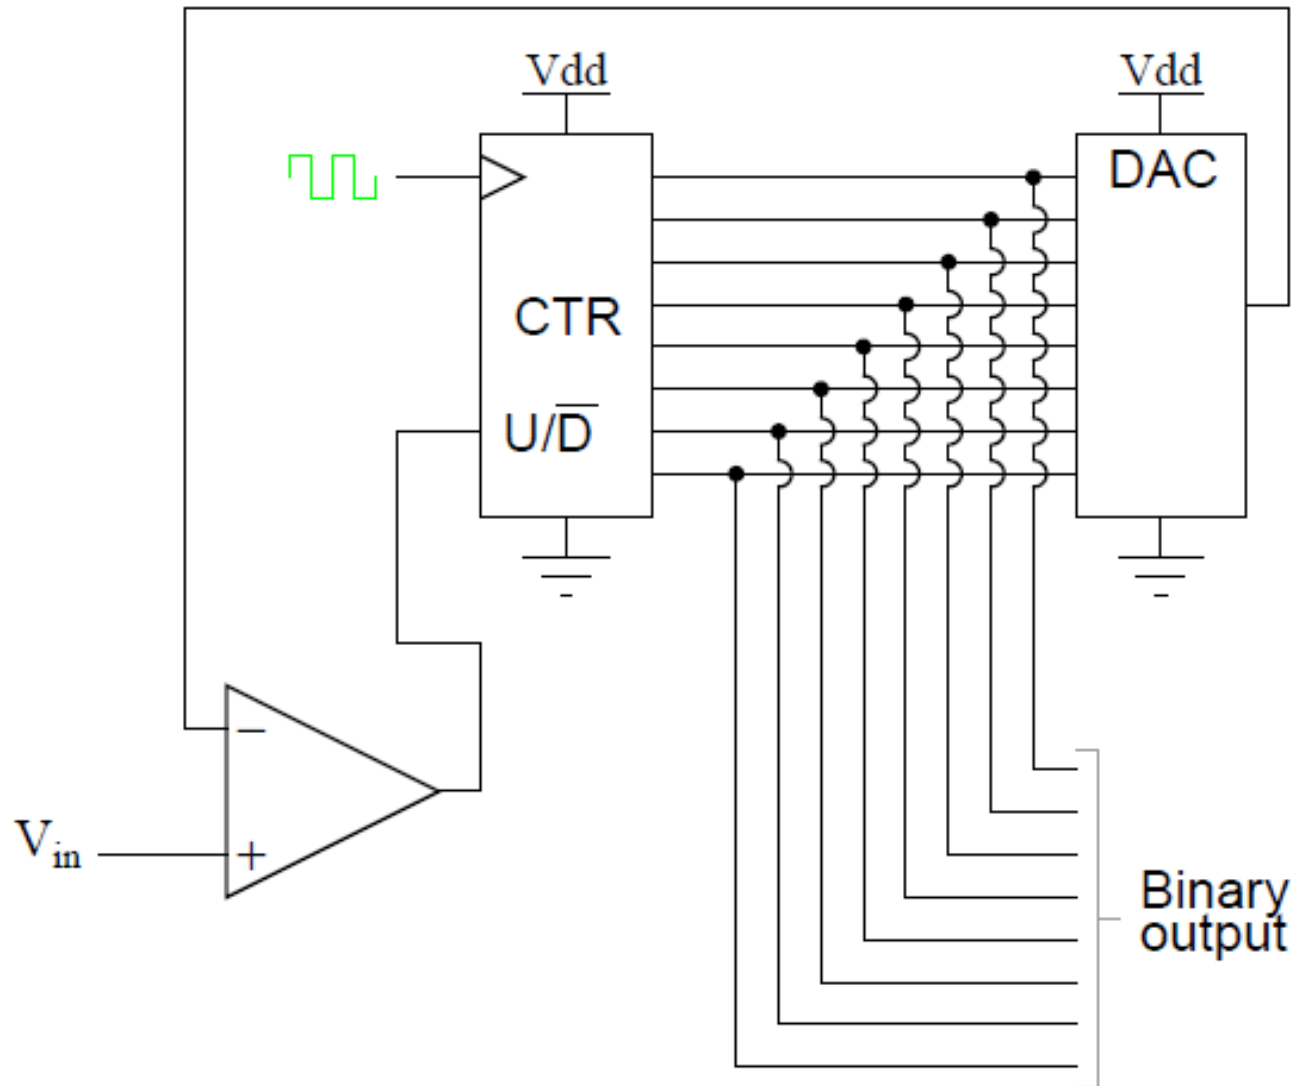 Vdd
Vdd
DAC
CTR
U/D̅
−
V_in
+
Binary
output